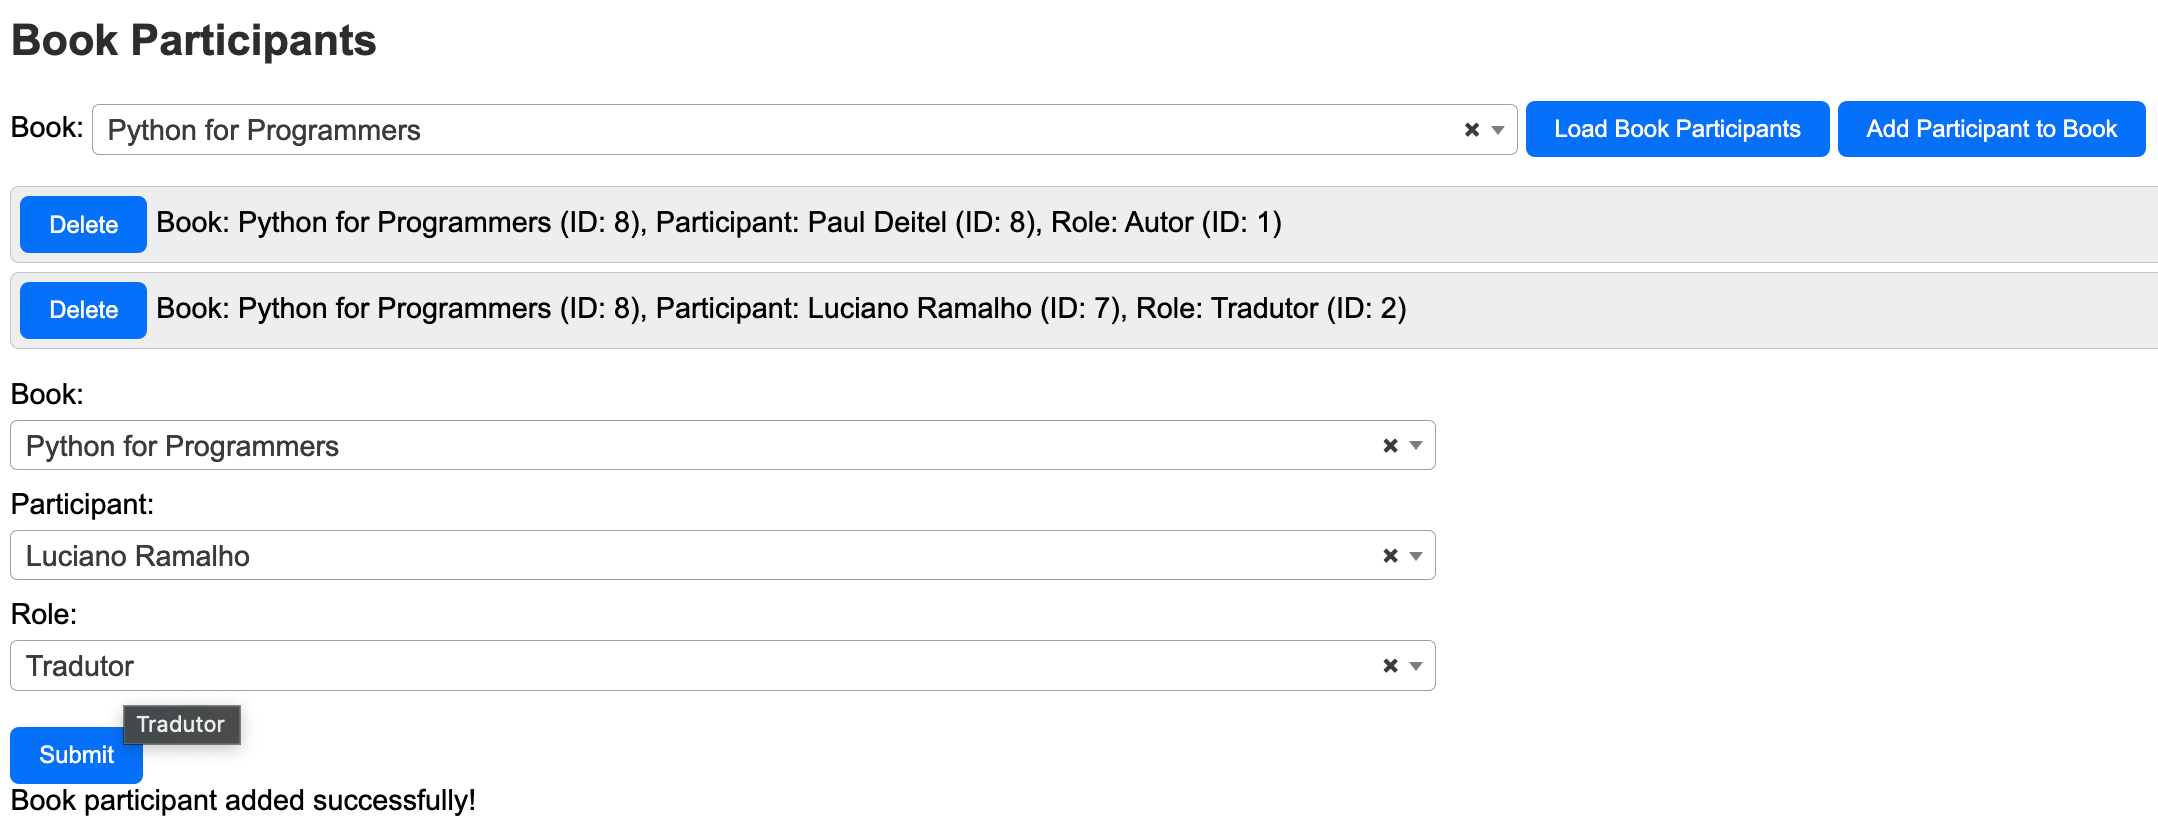 Book Participants
Book: Python for Programmers Load Book Participants Add Participant to Book
Delete Book: Python for Programmers (ID: 8), Participant: Paul Deitel (ID: 8), Role: Autor (ID: 1)
Delete Book: Python for Programmers (ID: 8), Participant: Luciano Ramalho (ID: 7), Role: Tradutor (ID: 2)
Book:
Python for Programmers
Participant:
Luciano Ramalho
Role:
Tradutor
Tradutor
Submit
Book participant added successfully!